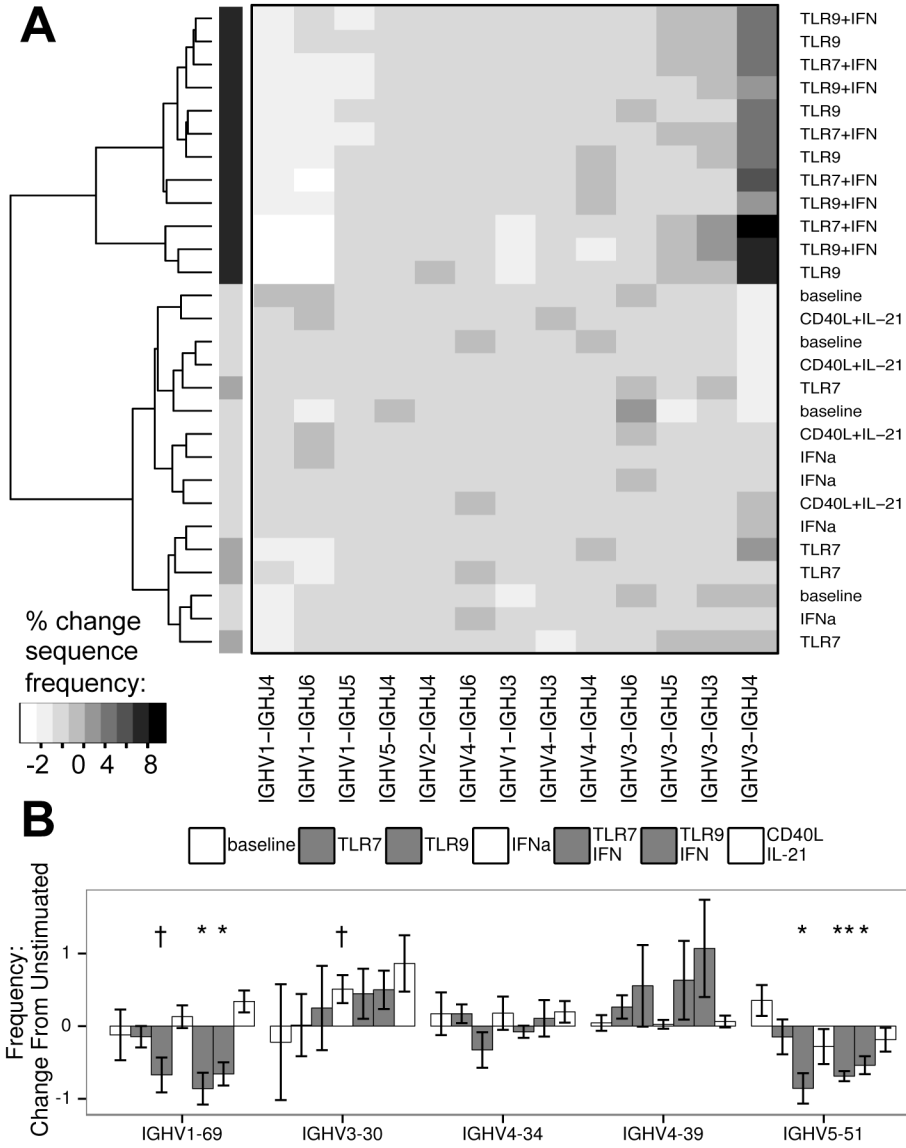 A
TLR9+IFN
TLR9
TLR7+IFN
TLR9+IFN
TLR9
TLR7+IFN
TLR9
TLR7+IFN
TLR9+IFN
TLR7+IFN
TLR9+IFN
TLR9
baseline
CD40L+IL−21
baseline
CD40L+IL−21
TLR7
baseline
CD40L+IL−21
IFNa
IFNa
CD40L+IL−21
IFNa
TLR7
TLR7
baseline
IFNa
TLR7
% change
sequence
frequency:
-2 0 4 8
IGHV1−IGHJ4
IGHV1−IGHJ6
IGHV1−IGHJ5
IGHV5−IGHJ4
IGHV2−IGHJ4
IGHV4−IGHJ6
IGHV1−IGHJ3
IGHV4−IGHJ3
IGHV4−IGHJ4
IGHV3−IGHJ6
IGHV3−IGHJ5
IGHV3−IGHJ3
IGHV3−IGHJ4
B
baseline TLR7 TLR9 IFNa TLR7 IFN TLR9 IFN CD40L IL-21
Frequency:
Change From Unstimuated
1
0
-1
† * * † * ** *
IGHV1-69 IGHV3-30 IGHV4-34 IGHV4-39 IGHV5-51